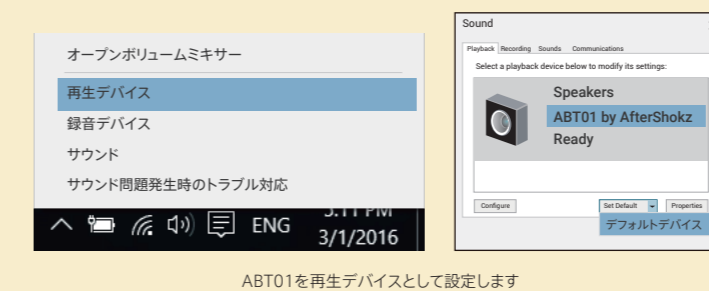 オープンボリュームミキサー
再生デバイス
録音デバイス
サウンド
サウンド問題発生時のトラブル対応
ENG
5:11 PM
3/1/2016
Sound
Playback Recording Sounds Communications
Select a playback device below to modify its settings:
Speakers
ABT01 by AfterShokz
Ready
Configure Set Default Properties
デフォルトデバイス
ABT01を再生デバイスとして設定します